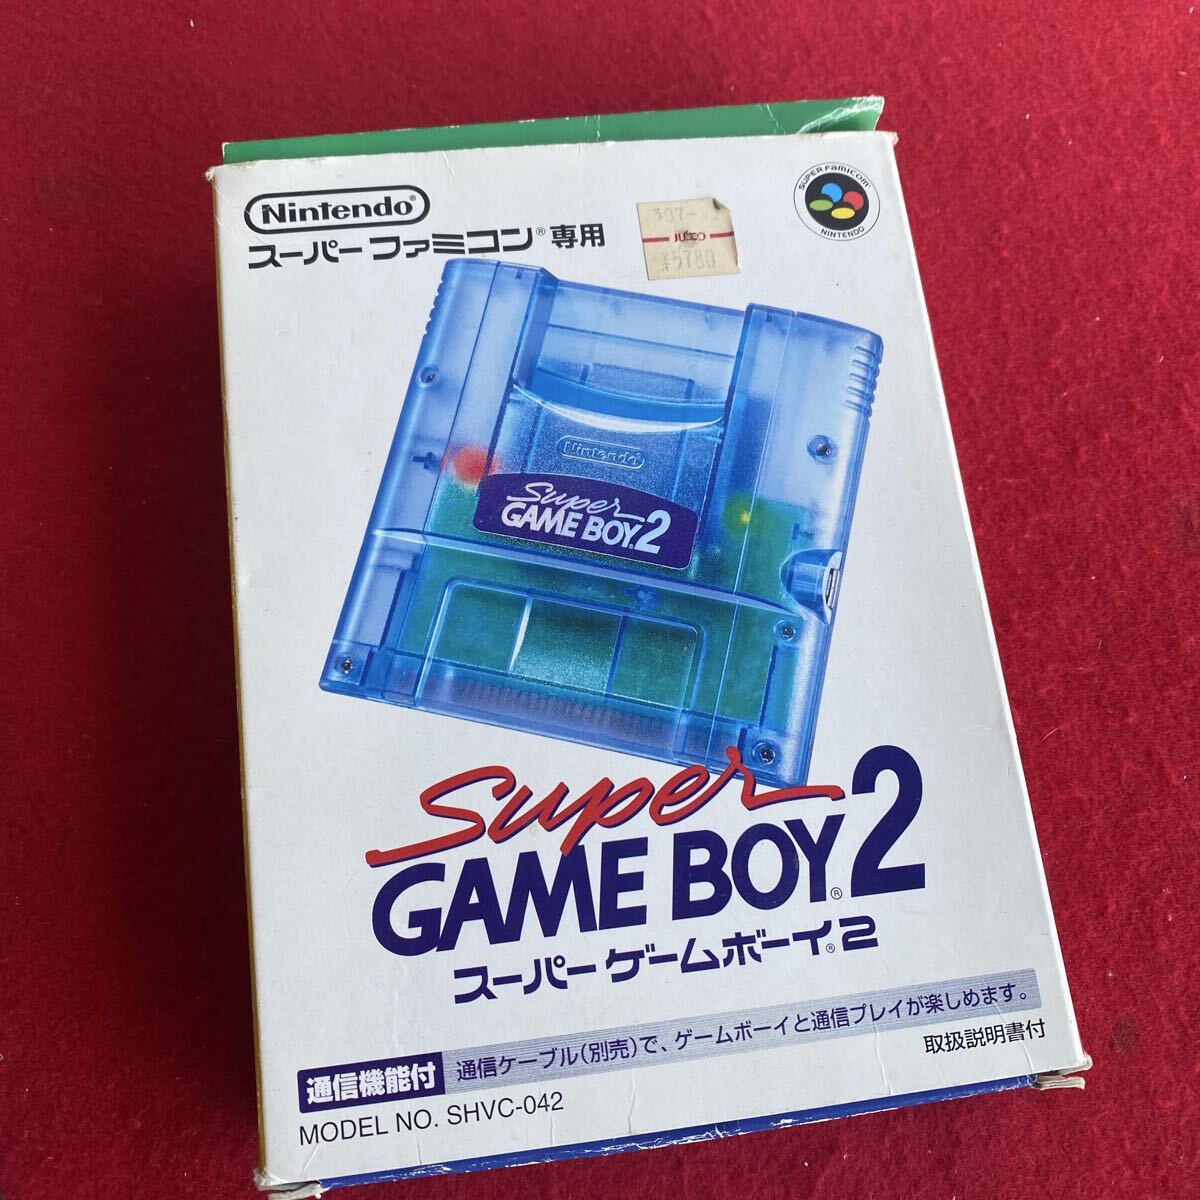 Nintendo®
スーパーファミコン®専用
307-
JUSCO
¥5780
SUPER FAMICOM
NINTENDO
Nintendo®
Super
GAME BOY.2
Super
GAME BOY®2
スーパーゲームボーイ®2
通信機能付 通信ケーブル(別売)で、ゲームボーイと通信プレイが楽しめます。
取扱説明書付
MODEL NO. SHVC-042